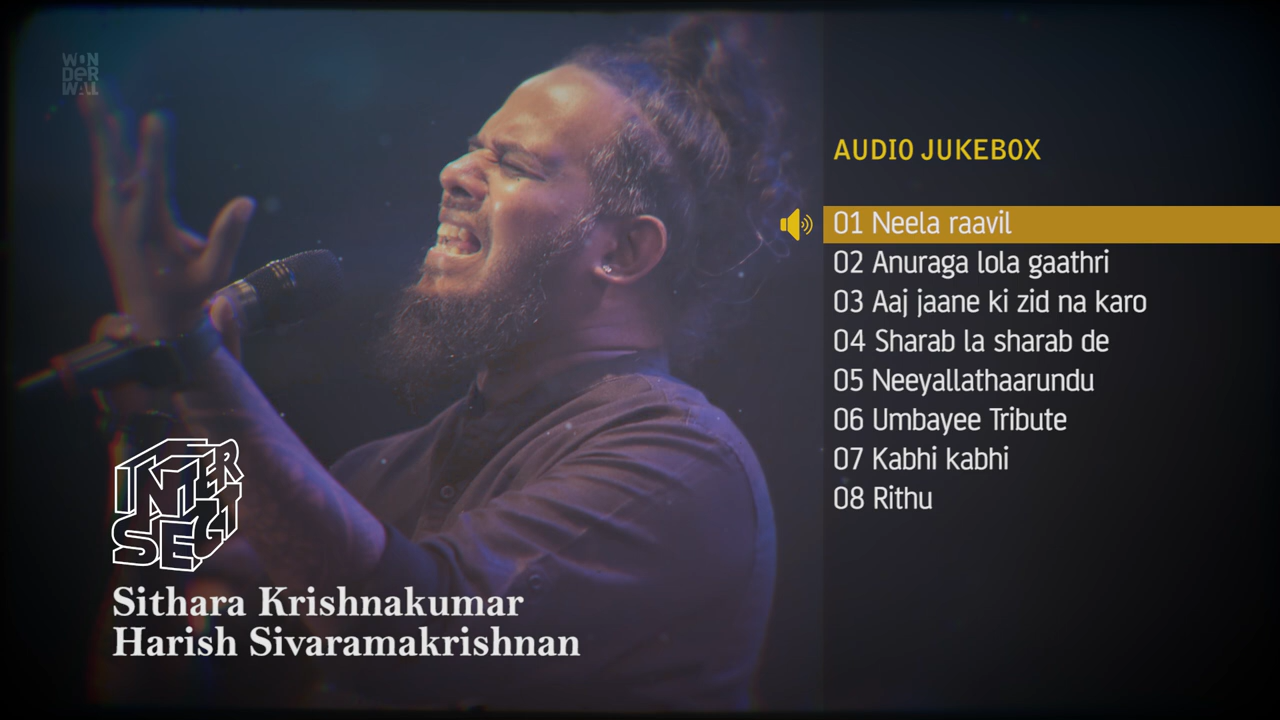 WON
DER
WALL
AUDIO JUKEBOX
01 Neela raavil
02 Anuraga lola gaathri
03 Aaj jaane ki zid na karo
04 Sharab la sharab de
05 Neeyallathaarundu
06 Umbayee Tribute
07 Kabhi kabhi
08 Rithu
INTER
SECT
Sithara Krishnakumar
Harish Sivaramakrishnan